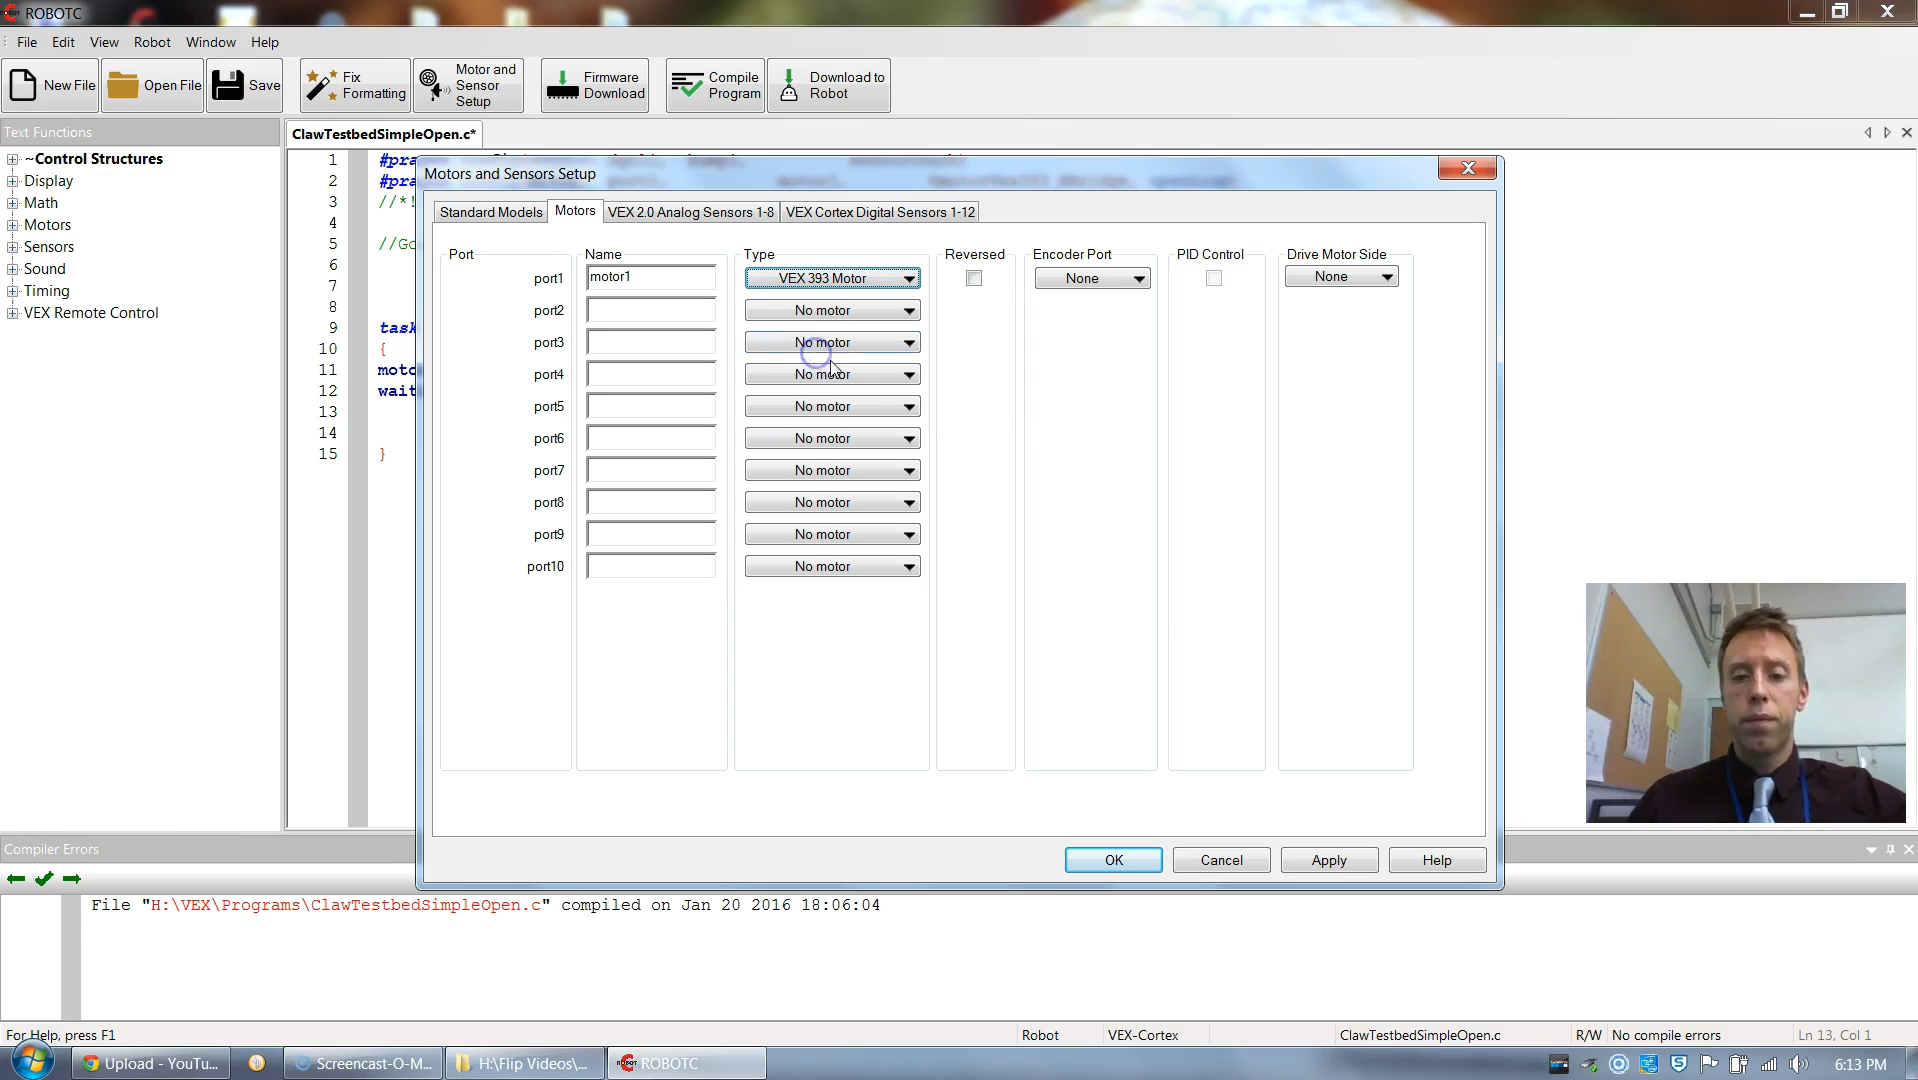 ROBOTC
File Edit View Robot Window Help
New File Open File Save Fix Formatting Motor and Sensor Setup Firmware Download Compile Program Download to Robot
Text Functions
ClawTestbedSimpleOpen.c*
~Control Structures
Display
Math
Motors
Sensors
Sound
Timing
VEX Remote Control
1 #pra
2 #pra
3 //*!
4
5 //Go
6
7
8
9 task
10 {
11 moto
12 wait
13
14
15 }
Motors and Sensors Setup
Standard Models Motors VEX 2.0 Analog Sensors 1-8 VEX Cortex Digital Sensors 1-12
Port Name Type Reversed Encoder Port PID Control Drive Motor Side
port1 motor1 VEX 393 Motor None None
port2 No motor
port3 No motor
port4 No motor
port5 No motor
port6 No motor
port7 No motor
port8 No motor
port9 No motor
port10 No motor
OK Cancel Apply Help
Compiler Errors
File "H:\VEX\Programs\ClawTestbedSimpleOpen.c" compiled on Jan 20 2016 18:06:04
For Help, press F1 Robot VEX-Cortex ClawTestbedSimpleOpen.c R/W No compile errors Ln 13, Col 1
Upload - YouTu... Screencast-O-M... H:\Flip Videos\... ROBOTC 6:13 PM